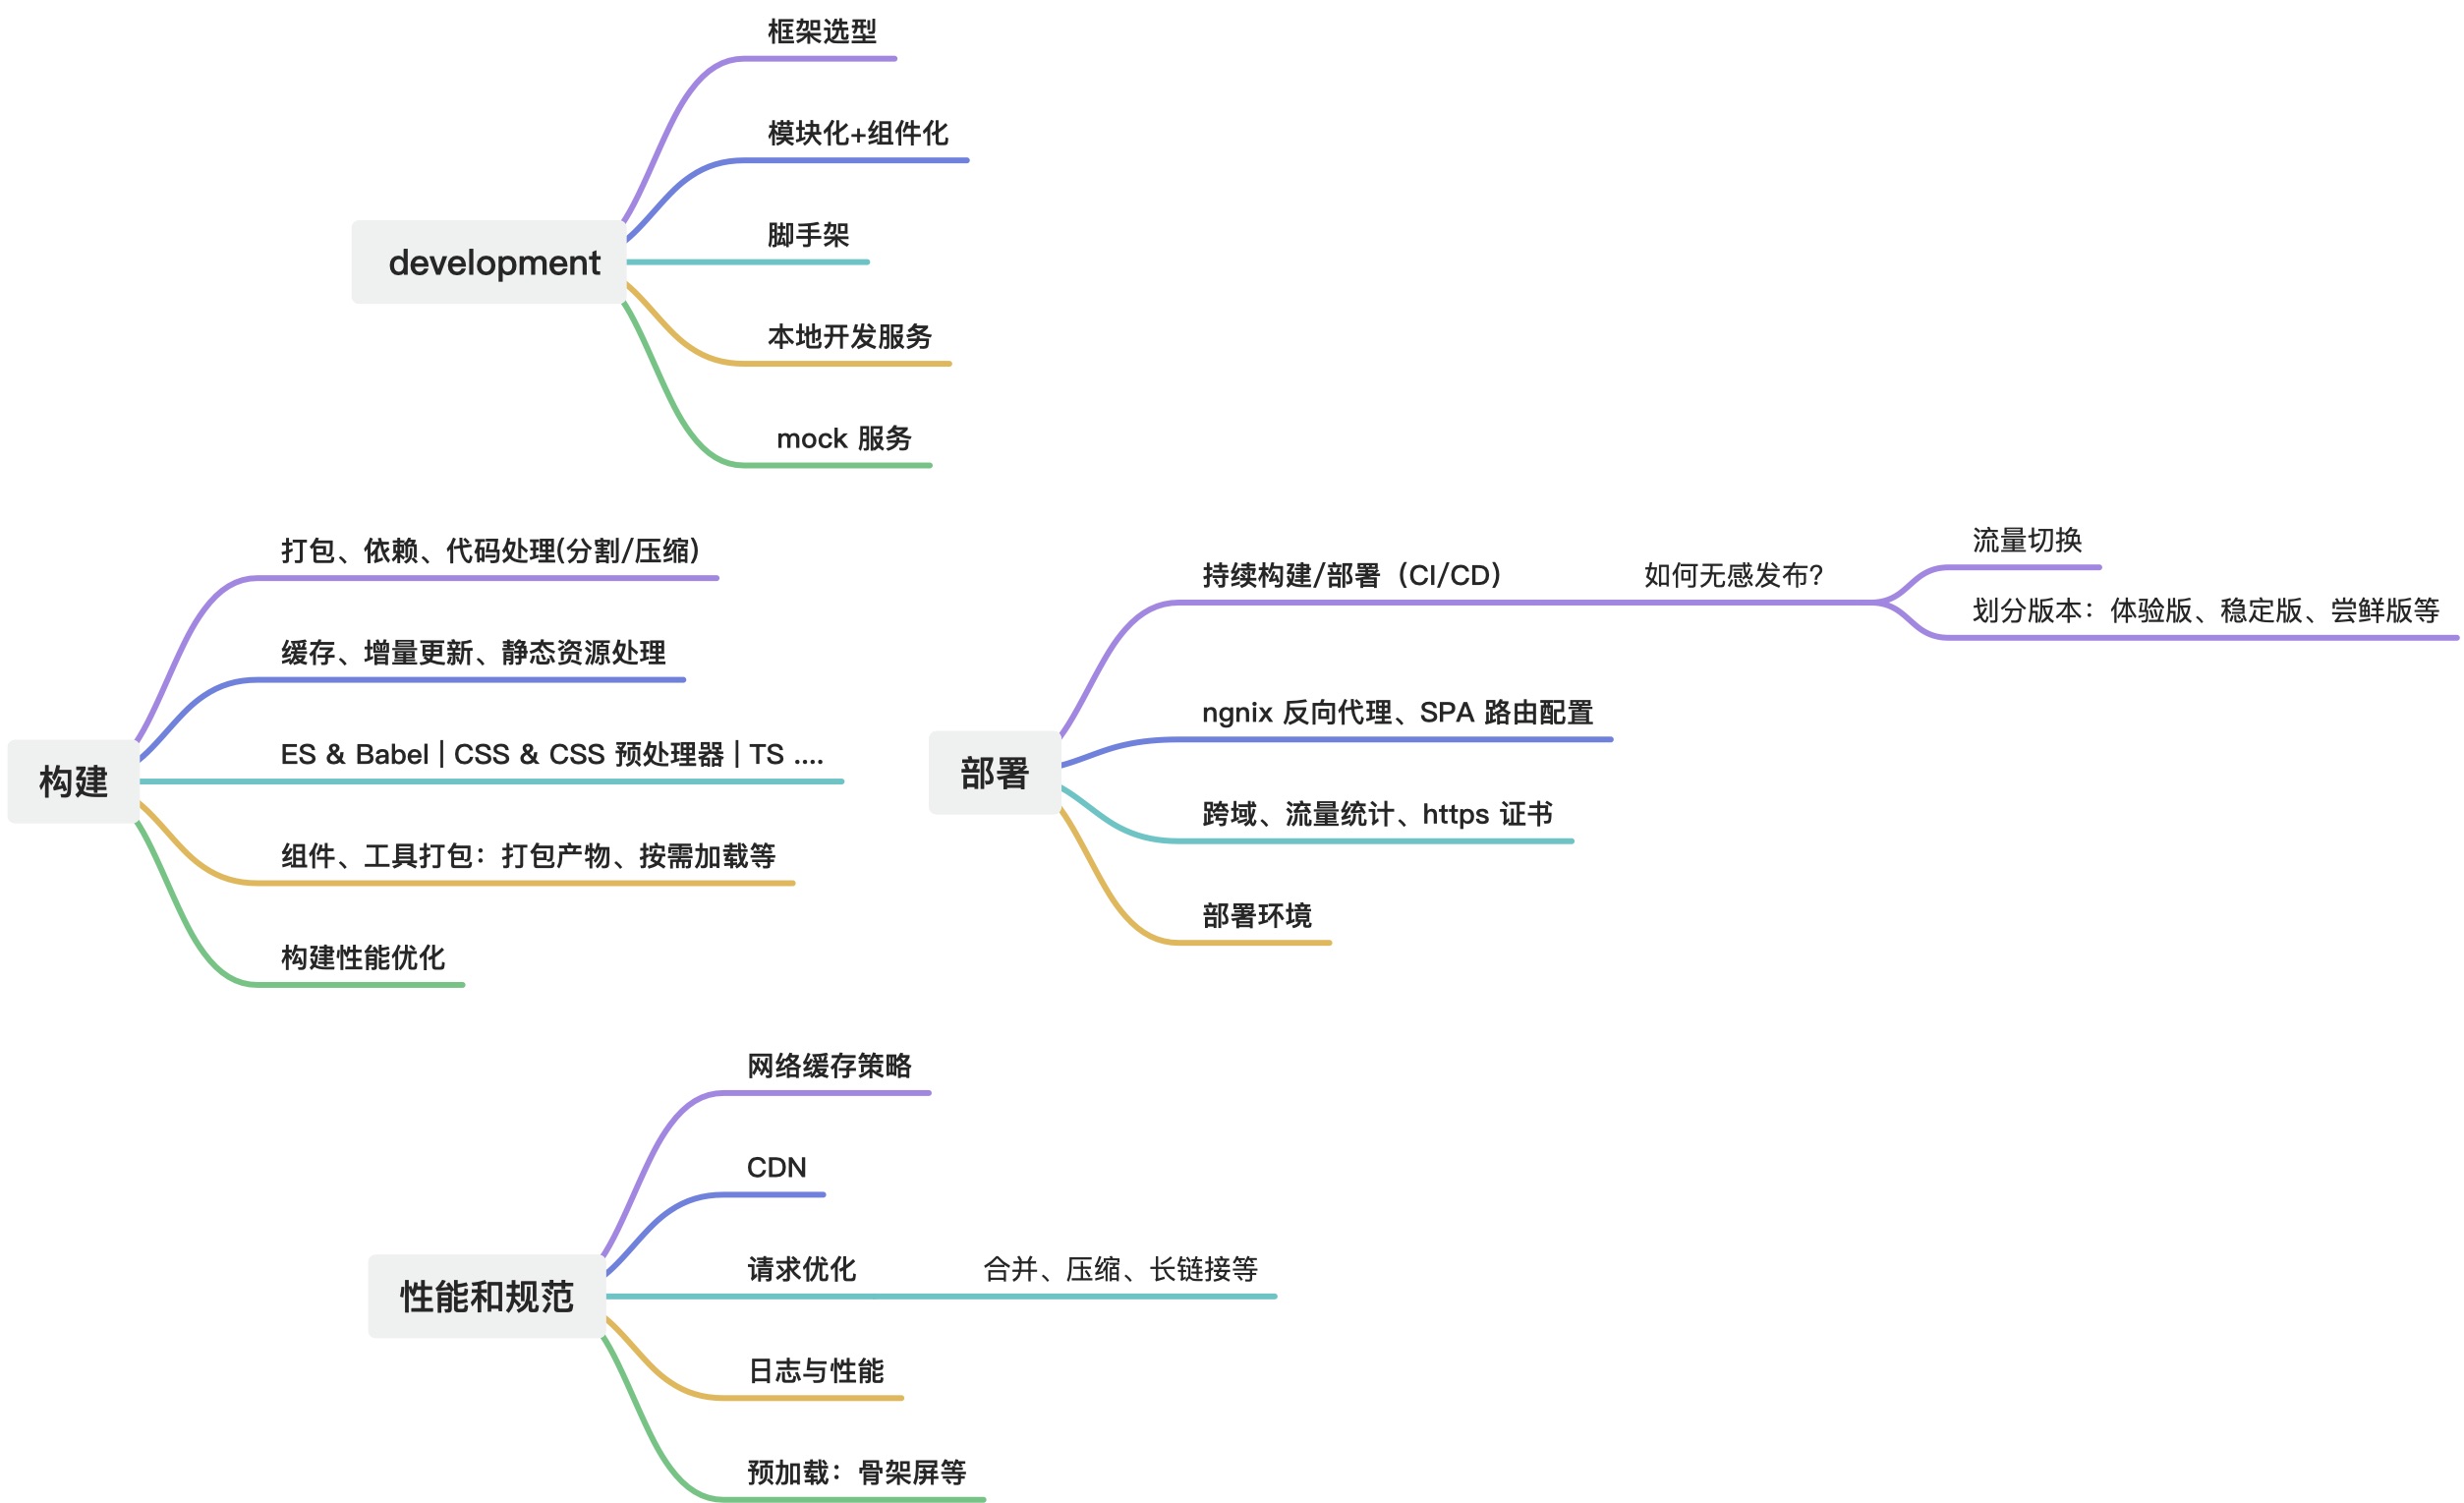 框架选型
模块化+组件化
development
脚手架
本地开发服务
mock 服务
构建
打包、依赖、代码处理(分割/压缩)
缓存、增量更新、静态资源处理
ES & Babel | CSS & CSS 预处理器 | TS ....
组件、工具打包：打包产物、按需加载等
构建性能优化
部署
持续构建/部署（CI/CD）
如何无感发布？
流量切换
划分版本：体验版、稳定版、尝鲜版等
ngnix 反向代理、SPA 路由配置
跨域、流量统计、https 证书
部署环境
性能和规范
网络缓存策略
CDN
请求优化
合并、压缩、长链接等
日志与性能
预加载：骨架屏等